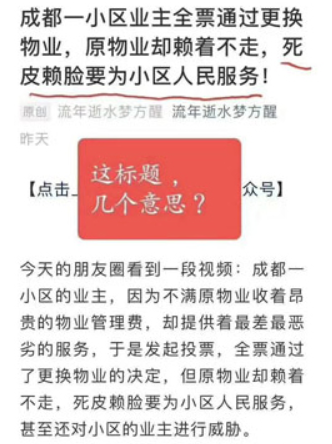 成都一小区业主全票通过更换
物业，原物业却赖着不走，死
皮赖脸要为小区人民服务！
原创 流年逝水梦方醒 流年逝水梦方醒
昨天
【点击 众号】
这标题，
几个意思？
今天的朋友圈看到一段视频：成都一
小区的业主，因为不满原物业收着昂
贵的物业管理费，却提供着最差最恶
劣的服务，于是发起投票，全票通过
了更换物业的决定，但原物业却赖着
不走，死皮赖脸要为小区人民服务，
甚至还对小区的业主进行威胁。